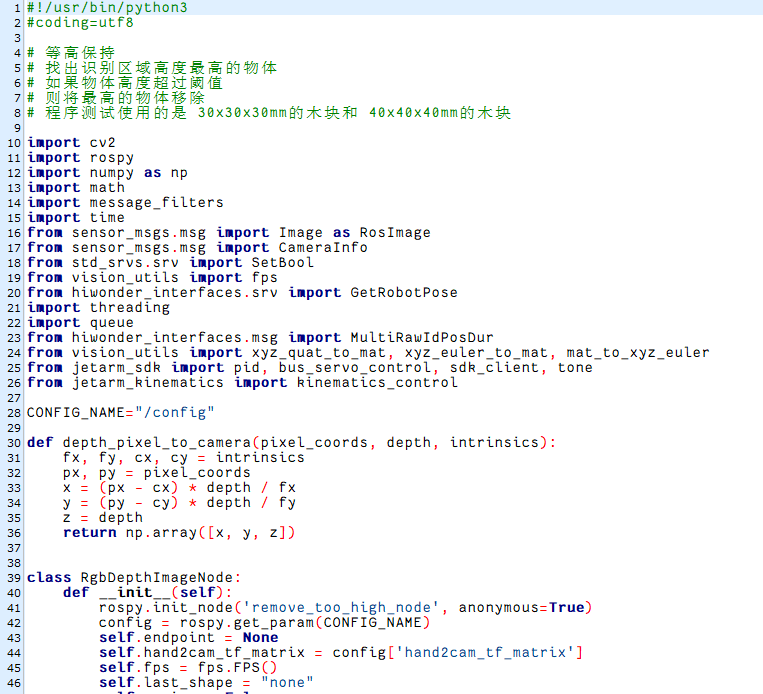 1 #!/usr/bin/python3
2 #coding=utf8
3
4 # 等高保持
5 # 找出识别区域高度最高的物体
6 # 如果物体高度超过阈值
7 # 则将最高的物体移除
8 # 程序测试使用的是 30x30x30mm的木块和 40x40x40mm的木块
9
10 import cv2
11 import rospy
12 import numpy as np
13 import math
14 import message_filters
15 import time
16 from sensor_msgs.msg import Image as RosImage
17 from sensor_msgs.msg import CameraInfo
18 from std_srvs.srv import SetBool
19 from vision_utils import fps
20 from hiwonder_interfaces.srv import GetRobotPose
21 import threading
22 import queue
23 from hiwonder_interfaces.msg import MultiRawIdPosDur
24 from vision_utils import xyz_quat_to_mat, xyz_euler_to_mat, mat_to_xyz_euler
25 from jetarm_sdk import pid, bus_servo_control, sdk_client, tone
26 from jetarm_kinematics import kinematics_control
27
28 CONFIG_NAME="/config"
29
30 def depth_pixel_to_camera(pixel_coords, depth, intrinsics):
31     fx, fy, cx, cy = intrinsics
32     px, py = pixel_coords
33     x = (px - cx) * depth / fx
34     y = (py - cy) * depth / fy
35     z = depth
36     return np.array([x, y, z])
37
38
39 class RgbDepthImageNode:
40     def __init__(self):
41         rospy.init_node('remove_too_high_node', anonymous=True)
42         config = rospy.get_param(CONFIG_NAME)
43         self.endpoint = None
44         self.hand2cam_tf_matrix = config['hand2cam_tf_matrix']
45         self.fps = fps.FPS()
46         self.last_shape = "none"